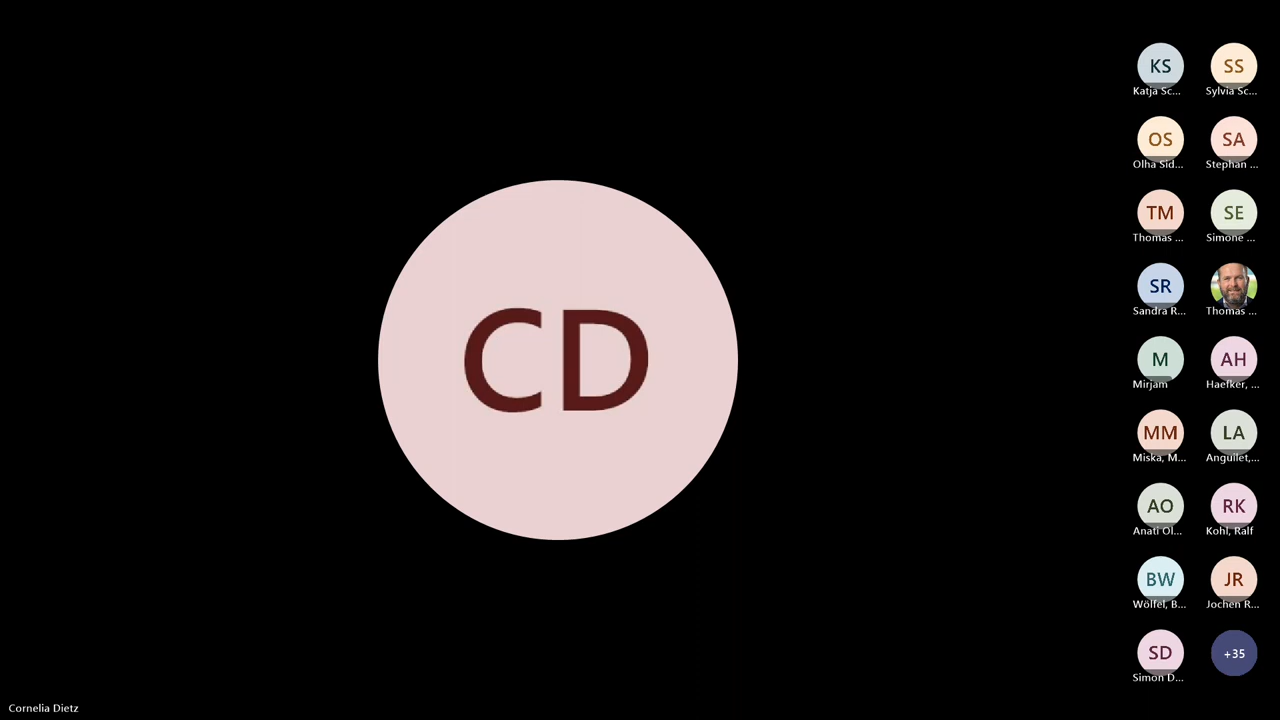 KS
SS
Katja Sc...
Sylvia Sc...
OS
SA
Olha Sid...
Stephan ...
TM
SE
Thomas ...
Simone ...
SR
Sandra R...
Thomas ...
CD
M
AH
Mirjam
Haefker, ...
MM
LA
Miska, M...
Anguilet,...
AO
RK
Anati Ol...
Kohl, Ralf
BW
JR
Wölfel, B...
Jochen R...
SD
+35
Simon D...
Cornelia Dietz